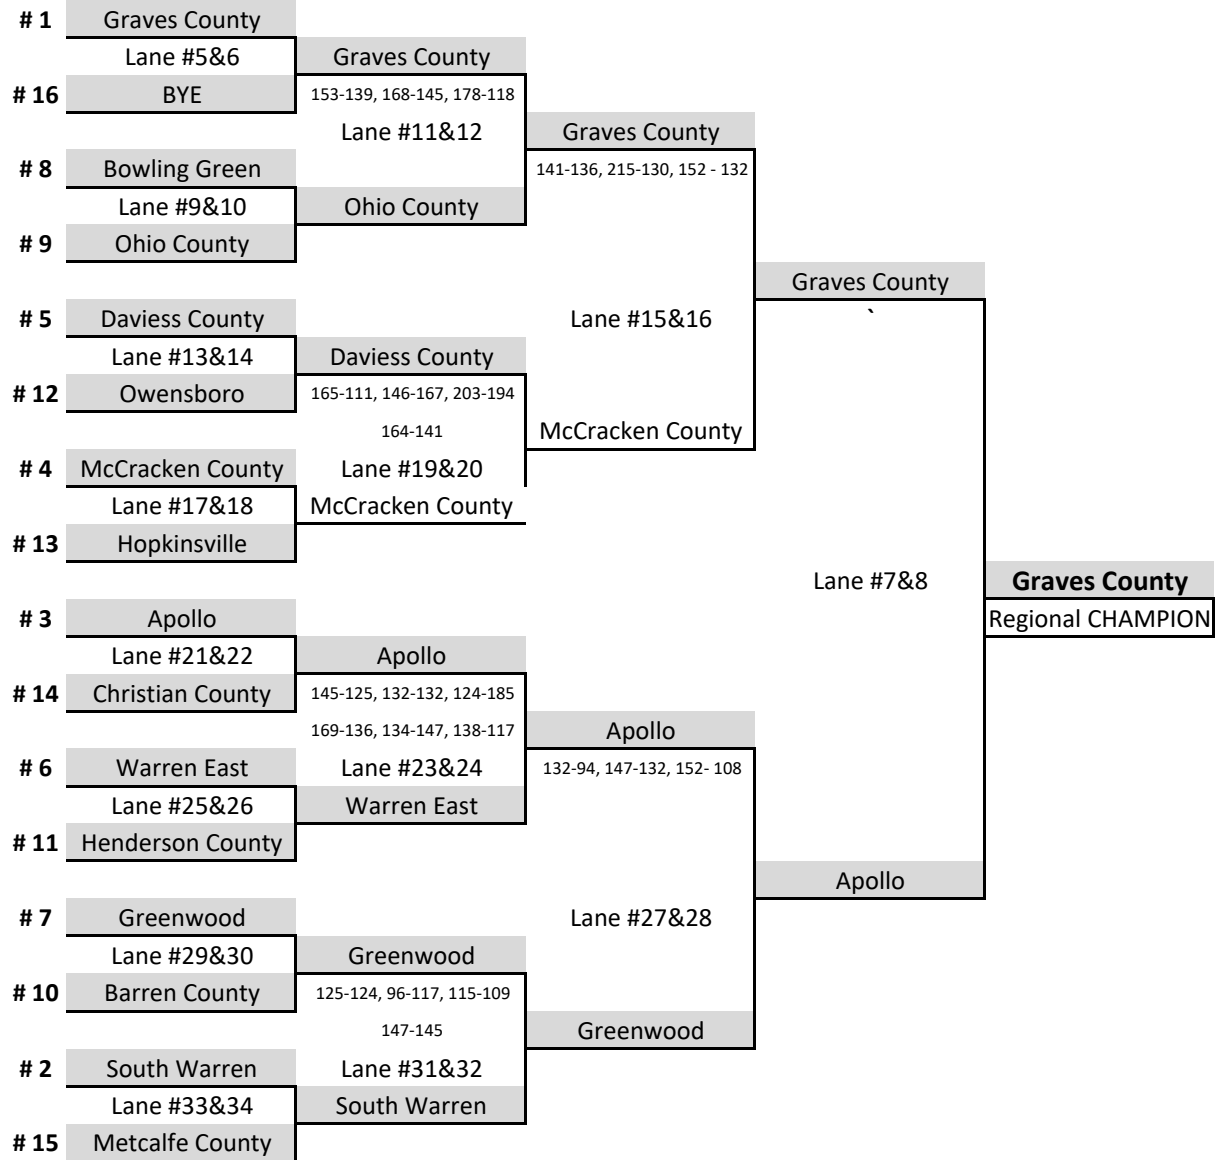 # 1 Graves County
Lane #5&6 Graves County
# 16 BYE 153-139, 168-145, 178-118
Lane #11&12 Graves County
# 8 Bowling Green 141-136, 215-130, 152 - 132
Lane #9&10 Ohio County
# 9 Ohio County
Graves County
# 5 Daviess County Lane #15&16 `
Lane #13&14 Daviess County
# 12 Owensboro 165-111, 146-167, 203-194
164-141 McCracken County
# 4 McCracken County Lane #19&20
Lane #17&18 McCracken County
# 13 Hopkinsville
Lane #7&8 Graves County
# 3 Apollo Regional CHAMPION
Lane #21&22 Apollo
# 14 Christian County 145-125, 132-132, 124-185
169-136, 134-147, 138-117 Apollo
# 6 Warren East Lane #23&24 132-94, 147-132, 152- 108
Lane #25&26 Warren East
# 11 Henderson County
Apollo
# 7 Greenwood Lane #27&28
Lane #29&30 Greenwood
# 10 Barren County 125-124, 96-117, 115-109
147-145 Greenwood
# 2 South Warren Lane #31&32
Lane #33&34 South Warren
# 15 Metcalfe County